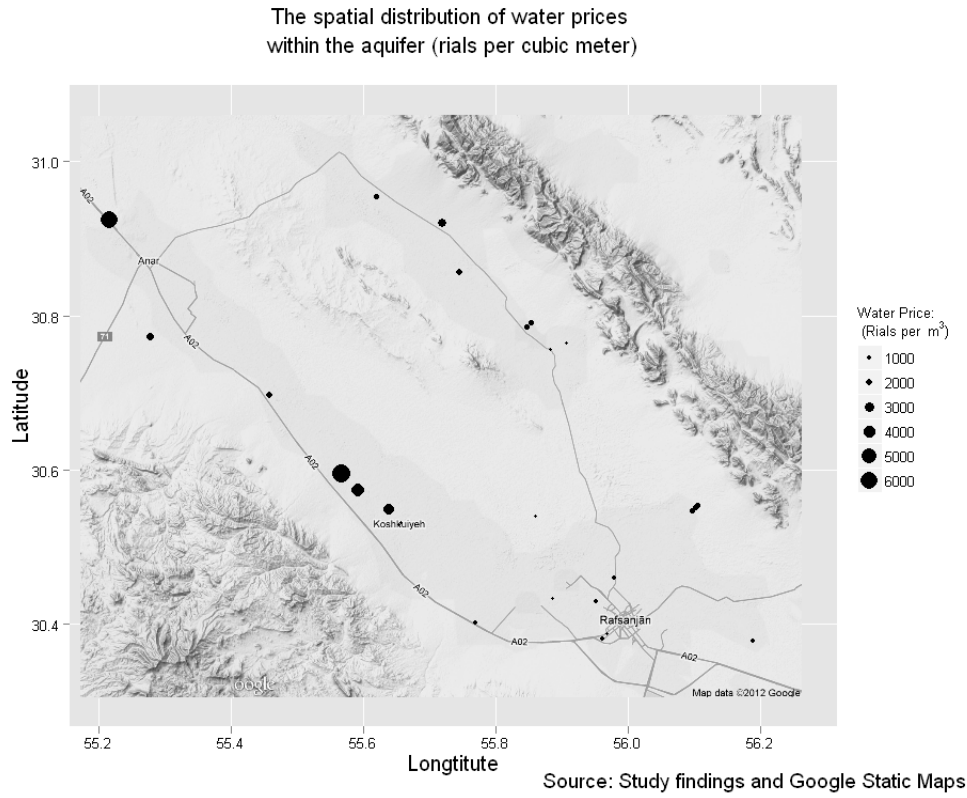 The spatial distribution of water prices
within the aquifer (rials per cubic meter)
31.0
30.8
30.6
30.4
Latitude
A02
Anar
71
A02
A02
Koshkuiyeh
A02
A02
Rafsanjān
A02
oogle
Map data ©2012 Google
55.2 55.4 55.6 55.8 56.0 56.2
Longtitute
Water Price:
(Rials per m³)
1000
2000
3000
4000
5000
6000
Source: Study findings and Google Static Maps